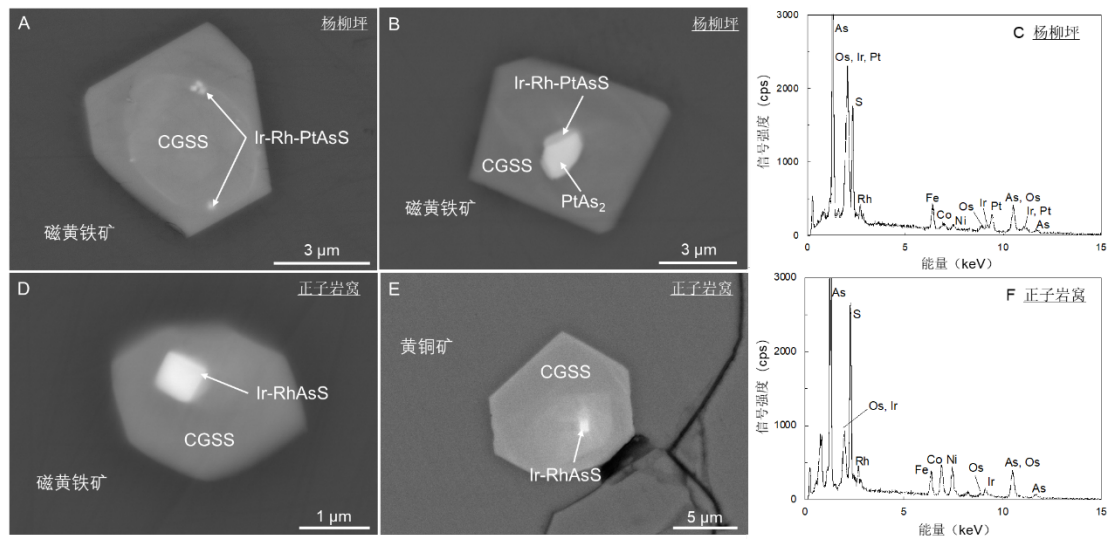 A
杨柳坪
CGSS
Ir-Rh-PtAsS
磁黄铁矿
3 μm
B
杨柳坪
Ir-Rh-PtAsS
CGSS
PtAs₂
磁黄铁矿
3 μm
C 杨柳坪
信号强度（cps）
3000
2000
1000
0
As
Os, Ir, Pt
S
Rh
Fe
Co
Ni
Os
Ir
Pt
As, Os
Ir, Pt
As
0
5
10
15
能量（keV）
D
正子岩窝
Ir-RhAsS
CGSS
磁黄铁矿
1 μm
E
正子岩窝
黄铜矿
CGSS
Ir-RhAsS
5 μm
F 正子岩窝
信号强度（cps）
3000
2000
1000
0
As
S
Os, Ir
Rh
Fe
Co
Ni
Os
Ir
As, Os
As
0
5
10
15
能量（keV）